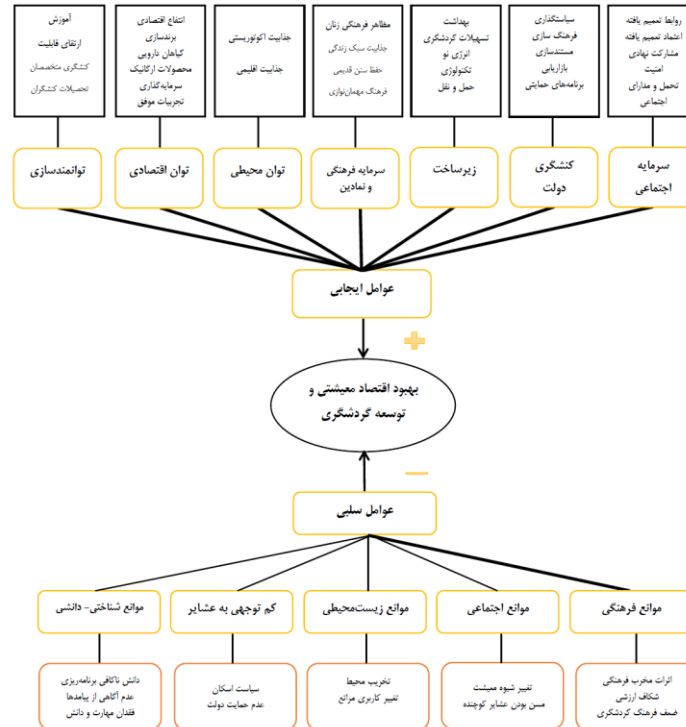 روابط تعمیم یافته
اعتماد تعمیم یافته
مشارکت نهادی
امنیت
تحمل و مدارای
اجتماعی
سیاستگذاری
فرهنگ سازی
مستندسازی
بازاریابی
برنامه‌های حمایتی
بهداشت
تسهیلات گردشگری
انرژی نو
تکنولوژی
حمل و نقل
مظاهر فرهنگی زنان
جذابیت سبک زندگی
حفظ سنن قدیمی
فرهنگ مهمان‌نوازی
جذابیت اکوتوریستی
جذابیت اقلیمی
انتفاع اقتصادی
برندسازی
گیاهان دارویی
محصولات ارگانیک
سرمایه‌گذاری
تجربیات موفق
آموزش
ارتقای قابلیت
کنشگری متخصصان
تحصیلات کنشگران
سرمایه
اجتماعی
کنشگری
دولت
زیرساخت
سرمایه فرهنگی
و نمادین
توان محیطی
توان اقتصادی
توانمندسازی
عوامل ایجابی
+
بهبود اقتصاد معیشتی و
توسعه گردشگری
–
عوامل سلبی
موانع فرهنگی
موانع اجتماعی
موانع زیست‌محیطی
کم توجهی به عشایر
موانع شناختی- دانشی
اثرات مخرب فرهنگی
شکاف ارزشی
ضعف فرهنگ گردشگری
تغییر شیوه معیشت
مسن بودن عشایر کوچنده
تخریب محیط
تغییر کاربری مراتع
سیاست اسکان
عدم حمایت دولت
دانش ناکافی برنامه‌ریزی
عدم آگاهی از پیامدها
فقدان مهارت و دانش